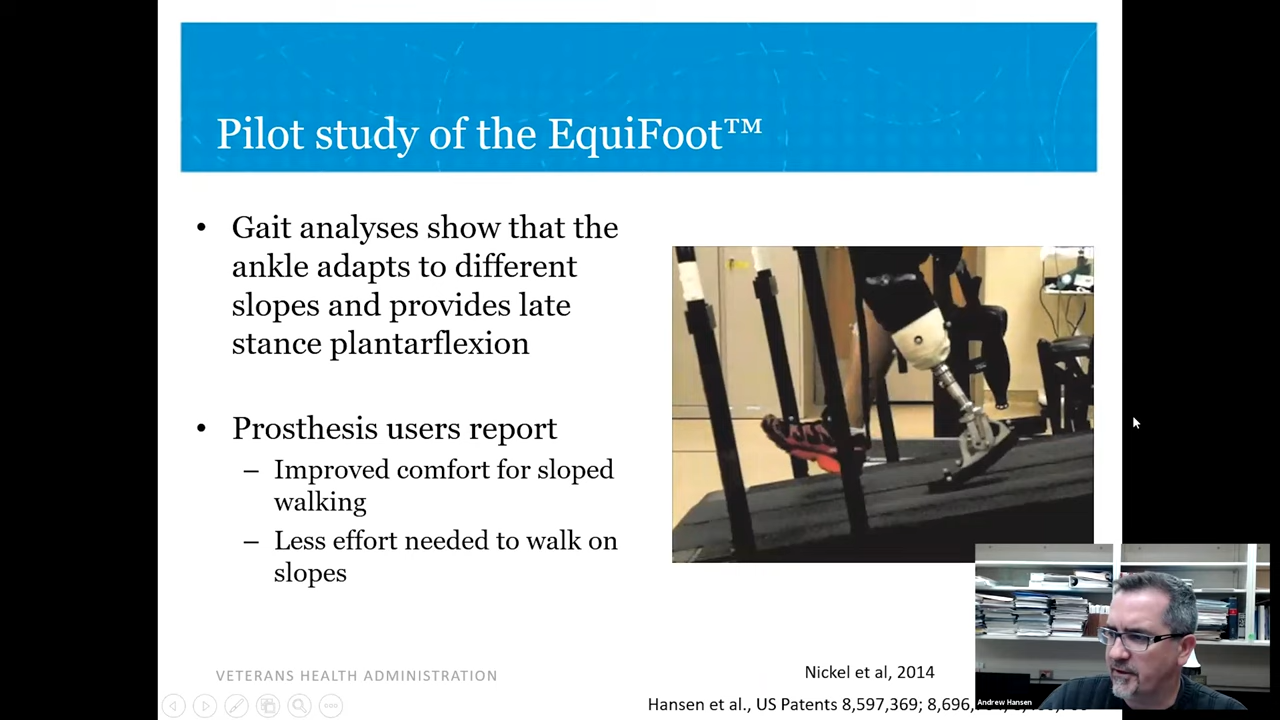 Pilot study of the EquiFoot™
• Gait analyses show that the
ankle adapts to different
slopes and provides late
stance plantarflexion
• Prosthesis users report
– Improved comfort for sloped
walking
– Less effort needed to walk on
slopes
VETERANS HEALTH ADMINISTRATION
Nickel et al, 2014
Hansen et al., US Patents 8,597,369; 8,696,
Andrew Hansen